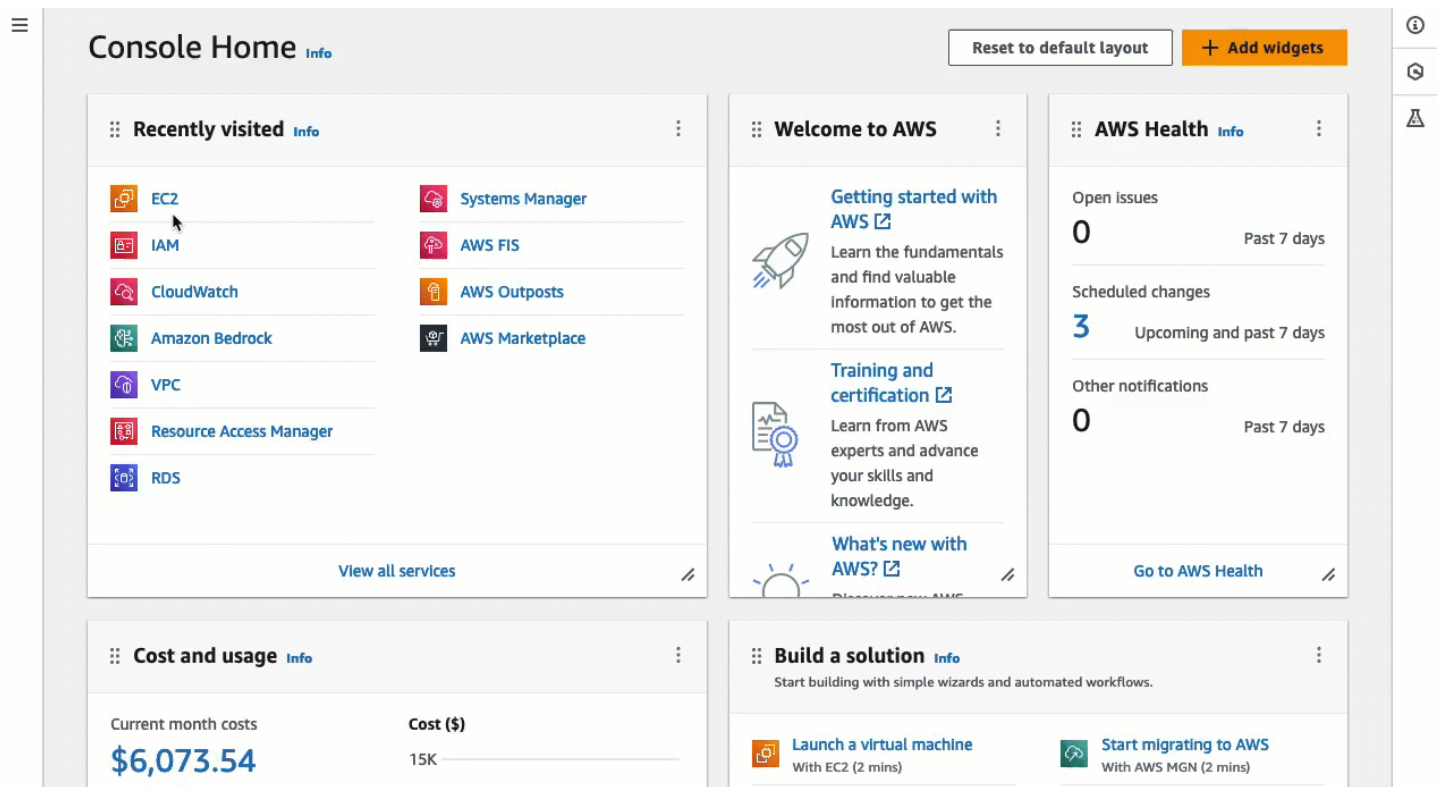 Console Home Info
Reset to default layout
+ Add widgets
Recently visited Info
EC2
IAM
CloudWatch
Amazon Bedrock
VPC
Resource Access Manager
RDS
Systems Manager
AWS FIS
AWS Outposts
AWS Marketplace
View all services
Welcome to AWS
Getting started with
AWS
Learn the fundamentals
and find valuable
information to get the
most out of AWS.
Training and
certification
Learn from AWS
experts and advance
your skills and
knowledge.
What's new with
AWS?
AWS Health Info
Open issues
0 Past 7 days
Scheduled changes
3 Upcoming and past 7 days
Other notifications
0 Past 7 days
Go to AWS Health
Cost and usage Info
Current month costs
$6,073.54
Cost ($)
15K
Build a solution Info
Start building with simple wizards and automated workflows.
Launch a virtual machine
With EC2 (2 mins)
Start migrating to AWS
With AWS MGN (2 mins)